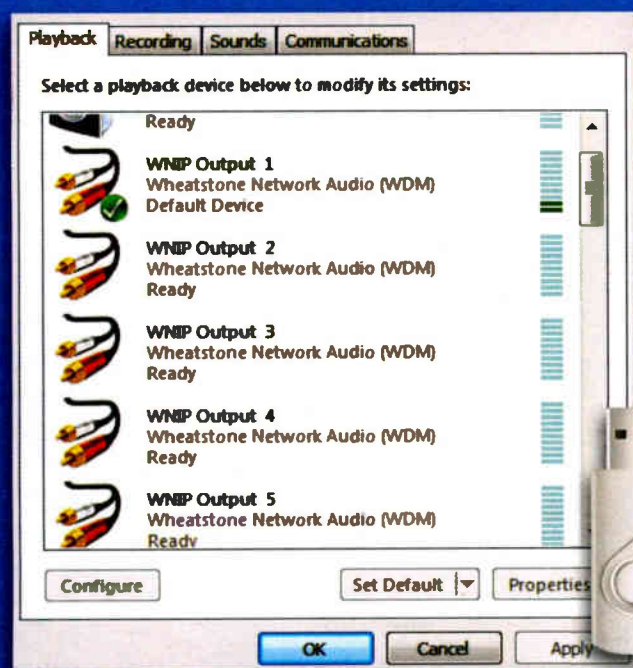 Playback Recording Sounds Communications
Select a playback device below to modify its settings:
Ready
WNIP Output 1
Wheatstone Network Audio (WDM)
Default Device
WNIP Output 2
Wheatstone Network Audio (WDM)
Ready
WNIP Output 3
Wheatstone Network Audio (WDM)
Ready
WNIP Output 4
Wheatstone Network Audio (WDM)
Ready
WNIP Output 5
Wheatstone Network Audio (WDM)
Ready
Configure Set Default Properties
OK Cancel Apply